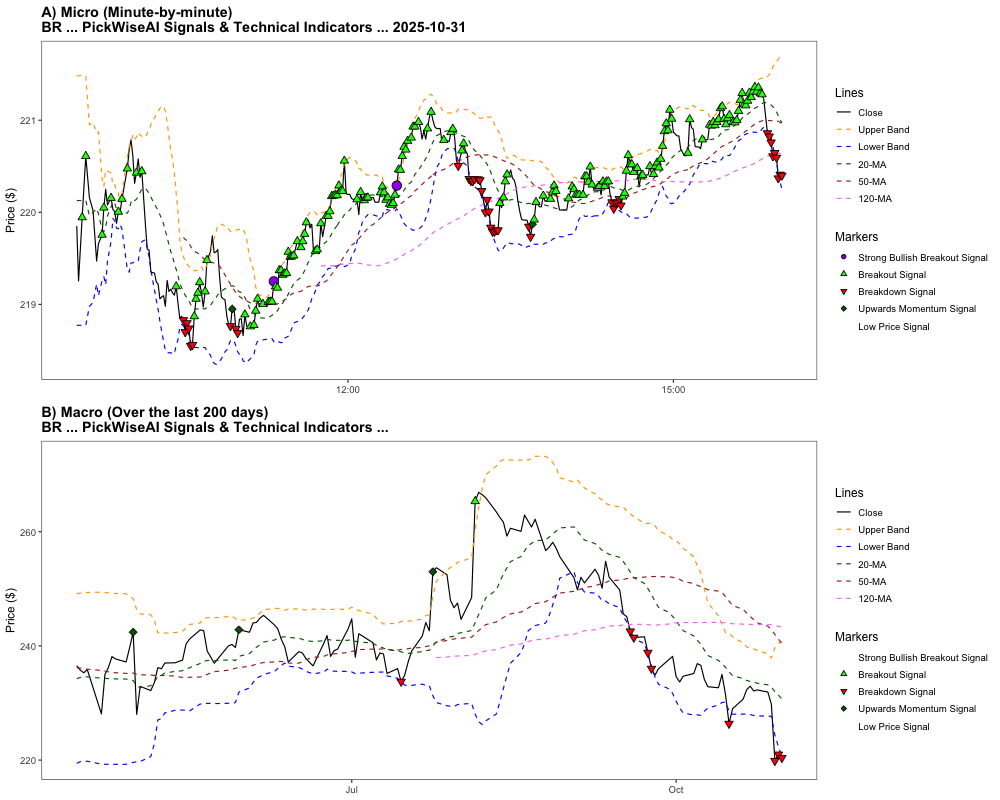 A) Micro (Minute-by-minute)
BR ... PickWiseAI Signals & Technical Indicators ... 2025-10-31
Price ($)
221
220
219
12:00
15:00
Lines
Close
Upper Band
Lower Band
20-MA
50-MA
120-MA
Markers
Strong Bullish Breakout Signal
Breakout Signal
Breakdown Signal
Upwards Momentum Signal
Low Price Signal
B) Macro (Over the last 200 days)
BR ... PickWiseAI Signals & Technical Indicators ...
Price ($)
260
240
220
Jul
Oct
Lines
Close
Upper Band
Lower Band
20-MA
50-MA
120-MA
Markers
Strong Bullish Breakout Signal
Breakout Signal
Breakdown Signal
Upwards Momentum Signal
Low Price Signal